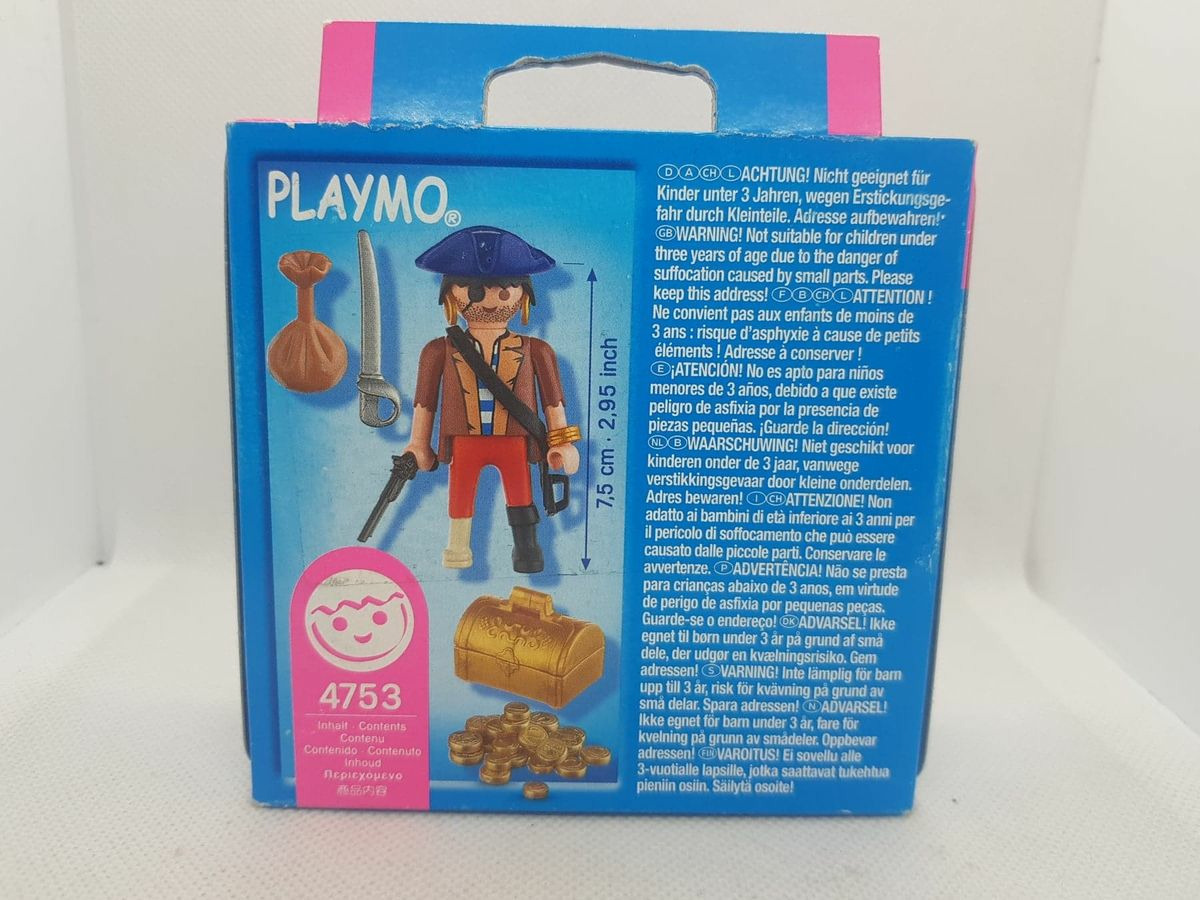 PLAYMO®
7,5 cm · 2,95 inch
4753
Inhalt · Contents
Contenu
Contenido · Contenuto
Inhoud
Περιεχόμενο
商品内容
Ⓓ Ⓐ CH Ⓛ ACHTUNG! Nicht geeignet für
Kinder unter 3 Jahren, wegen Erstickungsge-
fahr durch Kleinteile. Adresse aufbewahren!
GB WARNING! Not suitable for children under
three years of age due to the danger of
suffocation caused by small parts. Please
keep this address! Ⓕ Ⓑ CH Ⓛ ATTENTION !
Ne convient pas aux enfants de moins de
3 ans : risque d'asphyxie à cause de petits
éléments ! Adresse à conserver !
Ⓔ ¡ATENCIÓN! No es apto para niños
menores de 3 años, debido a que existe
peligro de asfixia por la presencia de
piezas pequeñas. ¡Guarde la dirección!
NL Ⓑ WAARSCHUWING! Niet geschikt voor
kinderen onder de 3 jaar, vanwege
verstikkingsgevaar door kleine onderdelen.
Adres bewaren! Ⓘ CH ATTENZIONE! Non
adatto ai bambini di età inferiore ai 3 anni per
il pericolo di soffocamento che può essere
causato dalle piccole parti. Conservare le
avvertenze. Ⓟ ADVERTÊNCIA! Não se presta
para crianças abaixo de 3 anos, em virtude
de perigo de asfixia por pequenas peças.
Guarde-se o endereço! DK ADVARSEL! Ikke
egnet til børn under 3 år på grund af små
dele, der udgør en kvælningsrisiko. Gem
adressen! Ⓢ VARNING! Inte lämplig för barn
upp till 3 år, risk för kvävning på grund av
små delar. Spara adressen! Ⓝ ADVARSEL!
Ikke egnet for barn under 3 år, fare for
kvelning på grunn av smådeler. Oppbevar
adressen! FIN VAROITUS! Ei sovellu alle
3-vuotialle lapsille, jotka saattavat tukehtua
pieniin osiin. Säilytä osoite!